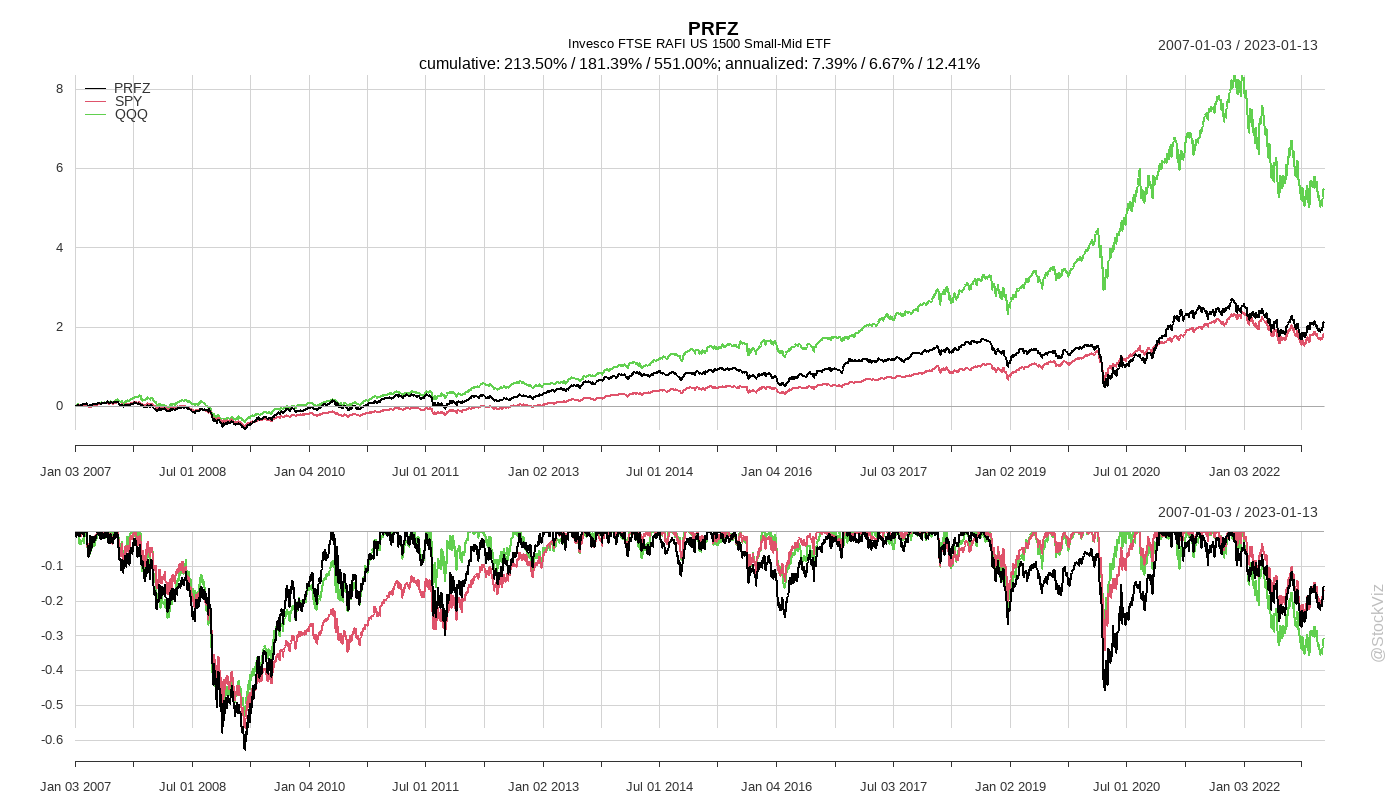 PRFZ
Invesco FTSE RAFI US 1500 Small-Mid ETF
2007-01-03 / 2023-01-13
cumulative: 213.50% / 181.39% / 551.00%; annualized: 7.39% / 6.67% / 12.41%
PRFZ
SPY
QQQ
8
6
4
2
0
Jan 03 2007 Jul 01 2008 Jan 04 2010 Jul 01 2011 Jan 02 2013 Jul 01 2014 Jan 04 2016 Jul 03 2017 Jan 02 2019 Jul 01 2020 Jan 03 2022
2007-01-03 / 2023-01-13
-0.1
-0.2
-0.3
-0.4
-0.5
-0.6
Jan 03 2007 Jul 01 2008 Jan 04 2010 Jul 01 2011 Jan 02 2013 Jul 01 2014 Jan 04 2016 Jul 03 2017 Jan 02 2019 Jul 01 2020 Jan 03 2022
@StockViz